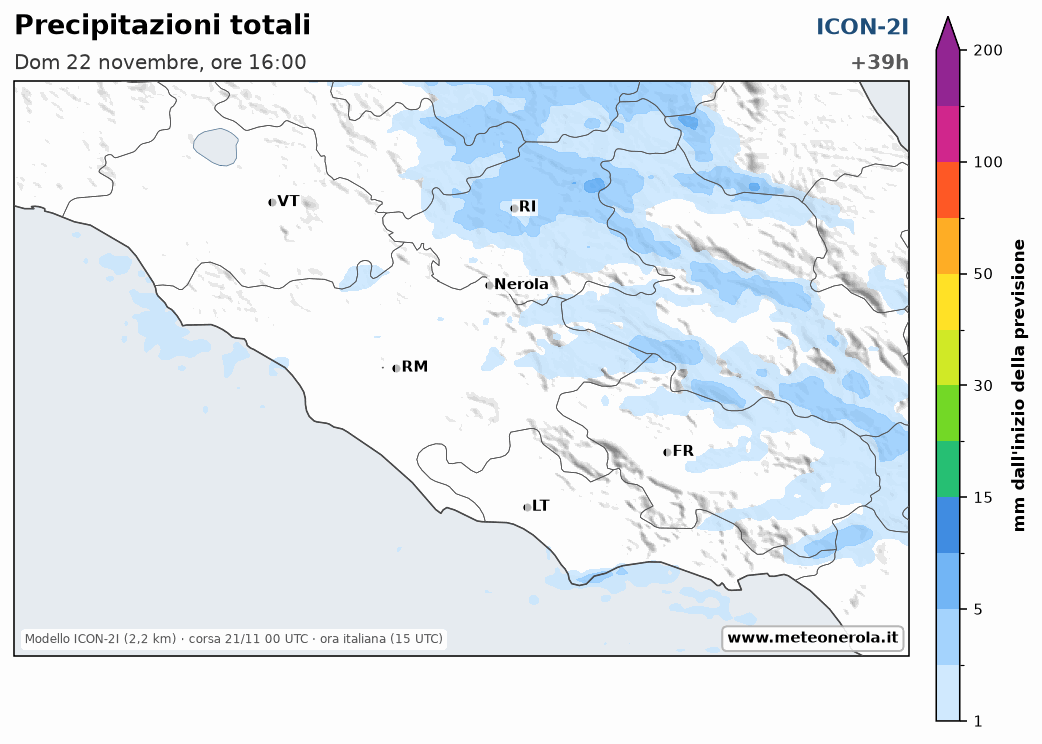 Precipitazioni totali
ICON-2I
Dom 22 novembre, ore 16:00
+39h
200
100
50
30
15
5
1
mm dall'inizio della previsione
VT
RI
Nerola
RM
FR
LT
Modello ICON-2I (2,2 km) · corsa 21/11 00 UTC · ora italiana (15 UTC)
www.meteonerola.it